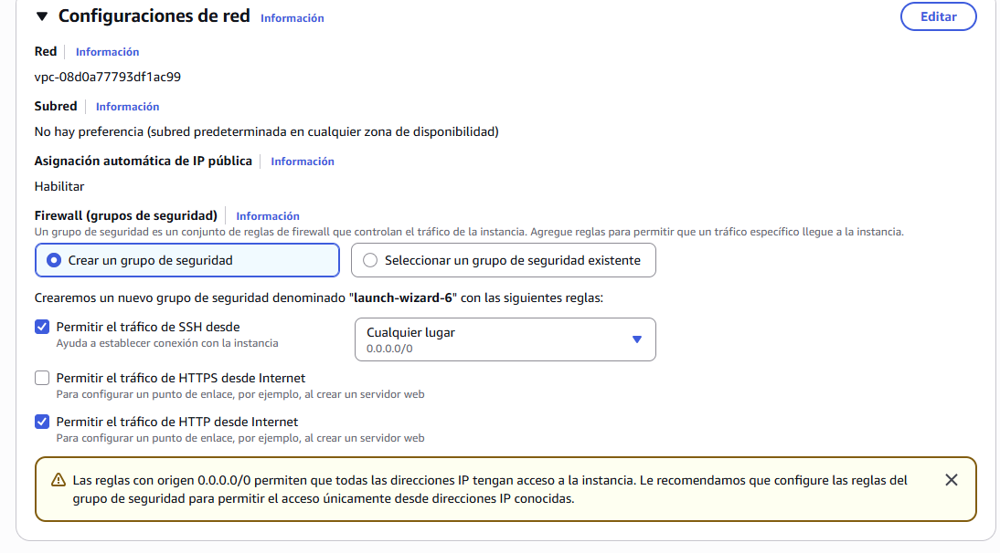 Configuraciones de red Información Editar
Red Información
vpc-08d0a77793df1ac99
Subred Información
No hay preferencia (subred predeterminada en cualquier zona de disponibilidad)
Asignación automática de IP pública Información
Habilitar
Firewall (grupos de seguridad) Información
Un grupo de seguridad es un conjunto de reglas de firewall que controlan el tráfico de la instancia. Agregue reglas para permitir que un tráfico específico llegue a la instancia.
Crear un grupo de seguridad Seleccionar un grupo de seguridad existente
Crearemos un nuevo grupo de seguridad denominado "launch-wizard-6" con las siguientes reglas:
Permitir el tráfico de SSH desde
Ayuda a establecer conexión con la instancia
Cualquier lugar
0.0.0.0/0
Permitir el tráfico de HTTPS desde Internet
Para configurar un punto de enlace, por ejemplo, al crear un servidor web
Permitir el tráfico de HTTP desde Internet
Para configurar un punto de enlace, por ejemplo, al crear un servidor web
Las reglas con origen 0.0.0.0/0 permiten que todas las direcciones IP tengan acceso a la instancia. Le recomendamos que configure las reglas del
grupo de seguridad para permitir el acceso únicamente desde direcciones IP conocidas.